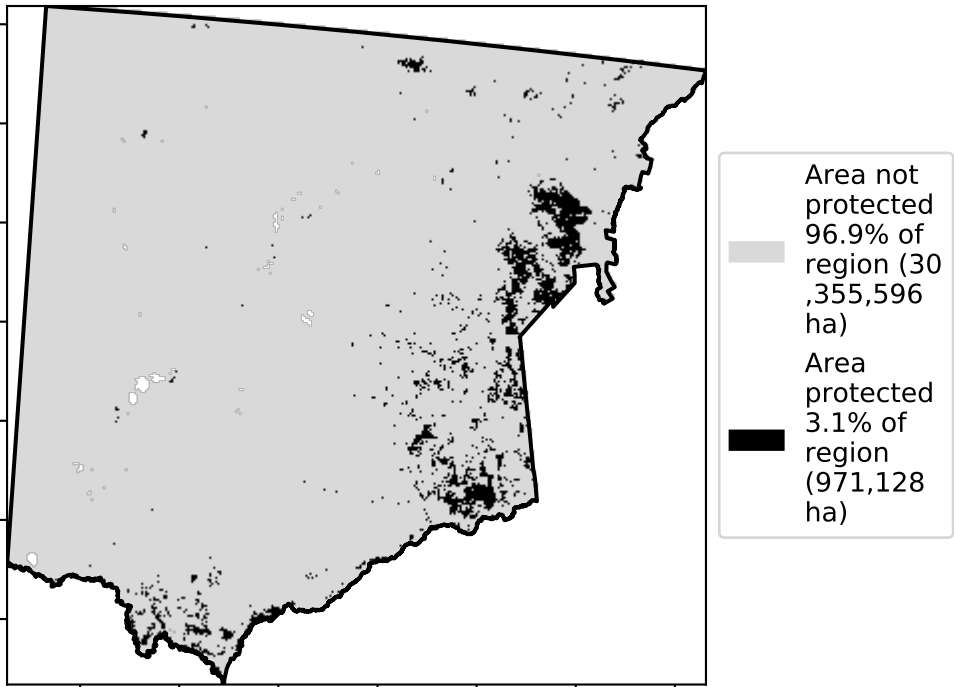 Area not
protected
96.9% of
region (30
,355,596
ha)
Area
protected
3.1% of
region
(971,128
ha)